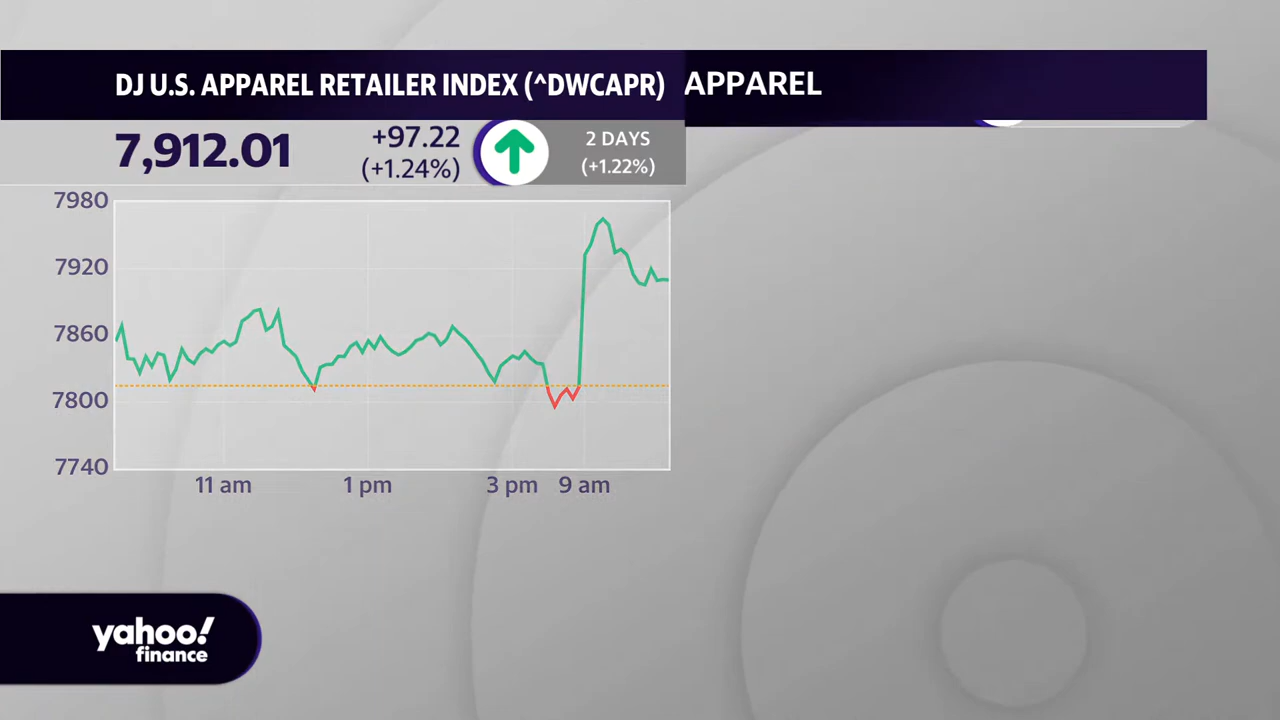 DJ U.S. APPAREL RETAILER INDEX (^DWCAPR) APPAREL
7,912.01
+97.22
(+1.24%)
2 DAYS
(+1.22%)
7980
7920
7860
7800
7740
11 am 1 pm 3 pm 9 am
yahoo!
finance